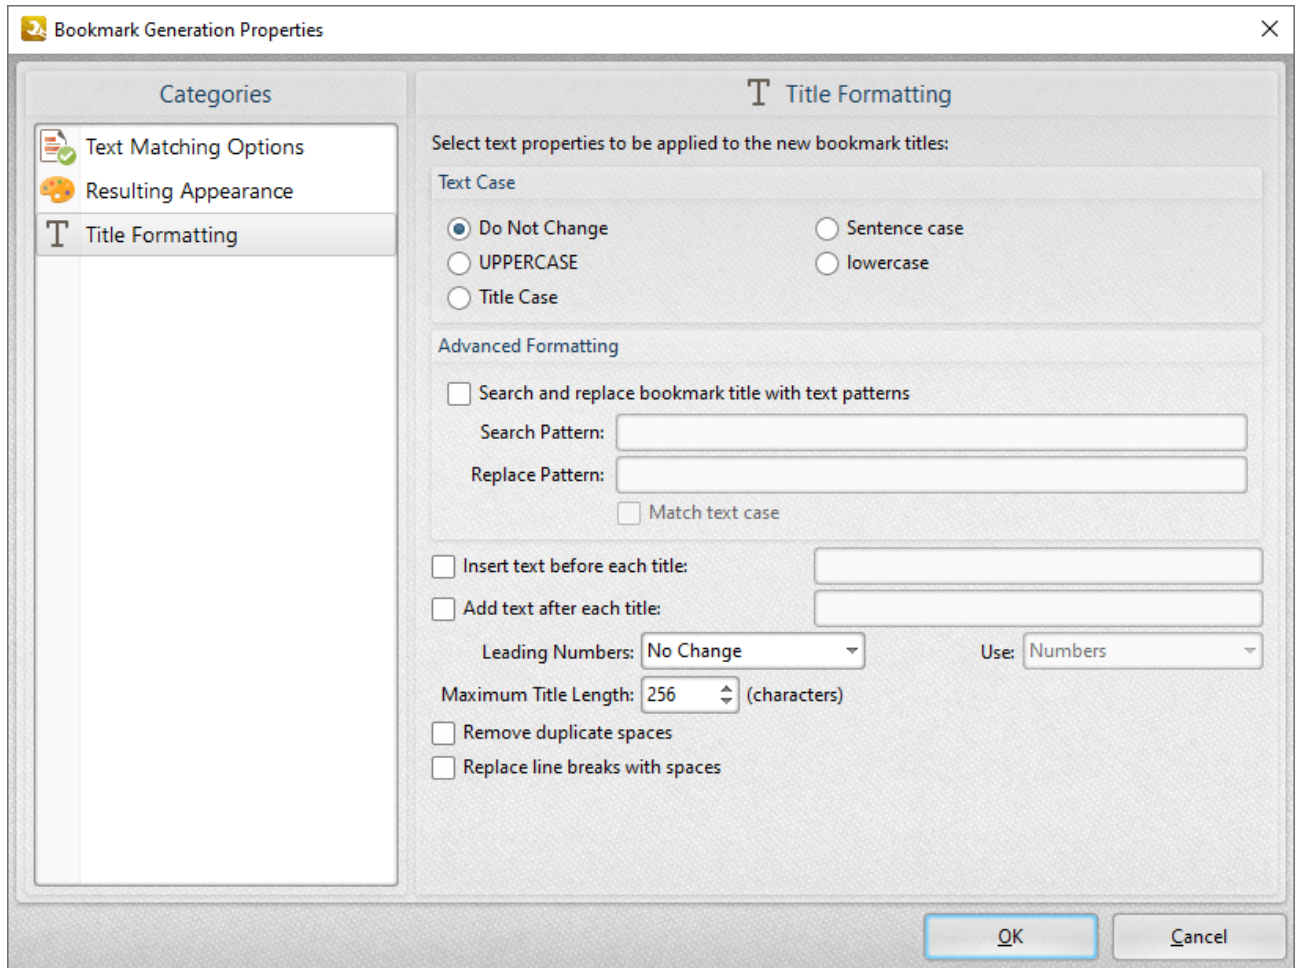 Bookmark Generation Properties
Categories
Text Matching Options
Resulting Appearance
T Title Formatting
T Title Formatting
Select text properties to be applied to the new bookmark titles:
Text Case
Do Not Change
Sentence case
UPPERCASE
lowercase
Title Case
Advanced Formatting
Search and replace bookmark title with text patterns
Search Pattern:
Replace Pattern:
Match text case
Insert text before each title:
Add text after each title:
Leading Numbers: No Change Use: Numbers
Maximum Title Length: 256 (characters)
Remove duplicate spaces
Replace line breaks with spaces
OK Cancel